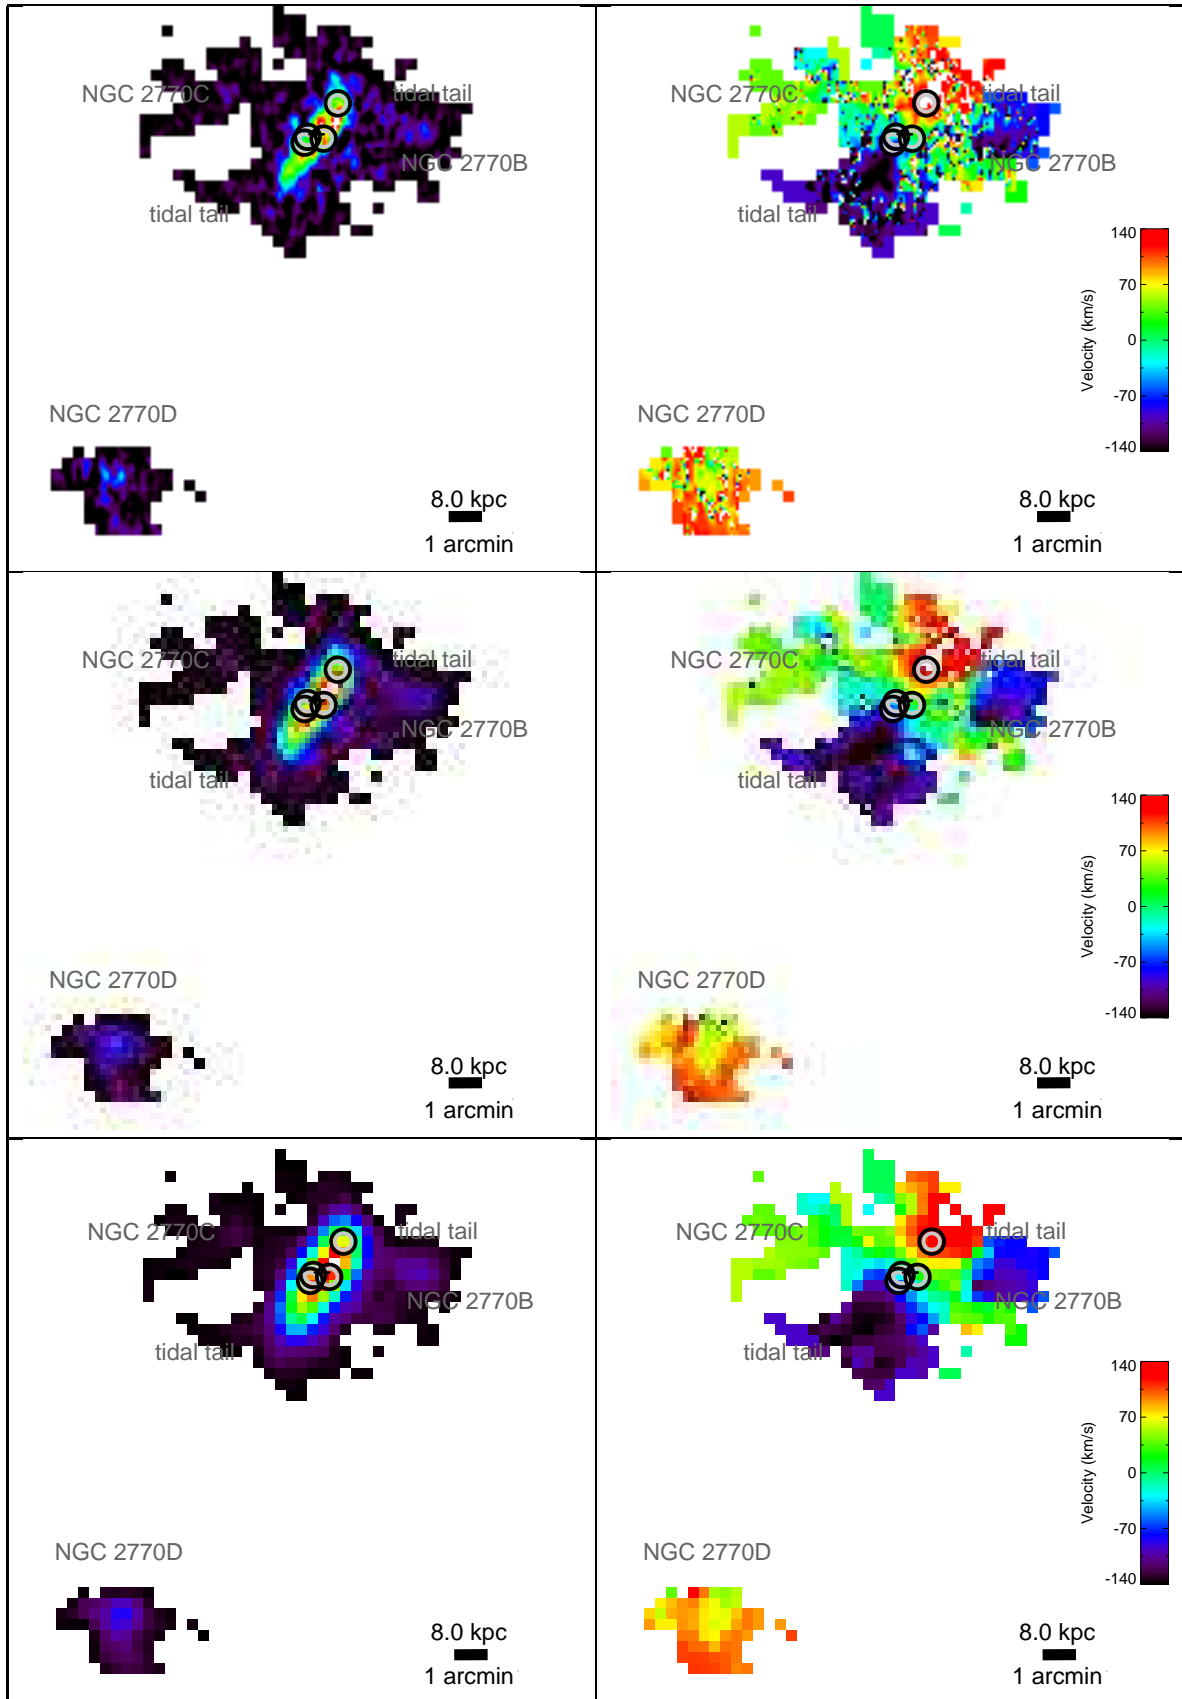 NGC 2770C
tidal tail
NGC 2770B
tidal tail
NGC 2770D
8.0 kpc
1 arcmin
NGC 2770C
tidal tail
NGC 2770B
tidal tail
140
70
0
-70
-140
Velocity (km/s)
NGC 2770D
8.0 kpc
1 arcmin
NGC 2770C
tidal tail
NGC 2770B
tidal tail
NGC 2770D
8.0 kpc
1 arcmin
NGC 2770C
tidal tail
NGC 2770B
tidal tail
140
70
0
-70
-140
Velocity (km/s)
NGC 2770D
8.0 kpc
1 arcmin
NGC 2770C
tidal tail
NGC 2770B
tidal tail
NGC 2770D
8.0 kpc
1 arcmin
NGC 2770C
tidal tail
NGC 2770B
tidal tail
140
70
0
-70
-140
Velocity (km/s)
NGC 2770D
8.0 kpc
1 arcmin